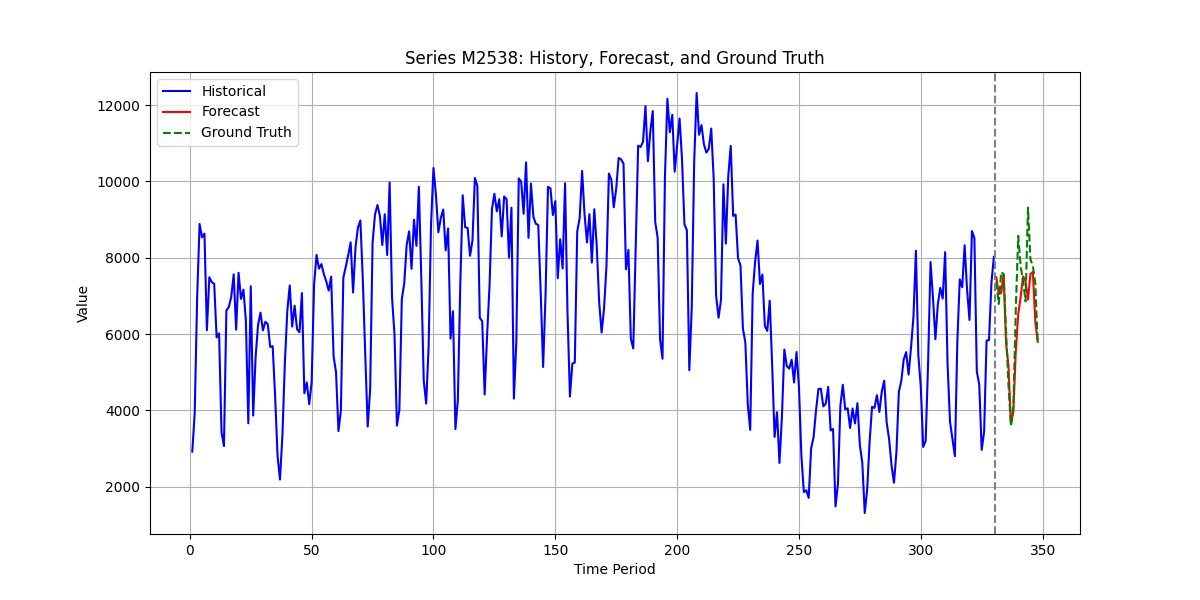 Series M2538: History, Forecast, and Ground Truth
Historical
Forecast
Ground Truth
12000
10000
8000
6000
4000
2000
Value
0
50
100
150
200
250
300
350
Time Period